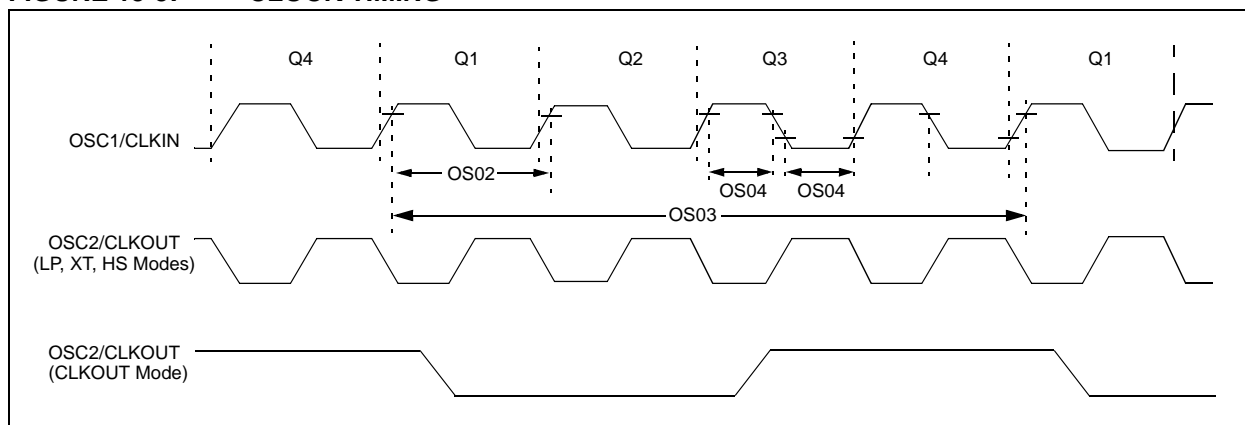 Q4 Q1 Q2 Q3 Q4 Q1
OSC1/CLKIN
OS02
OS04
OS04
OS03
OSC2/CLKOUT
(LP, XT, HS Modes)
OSC2/CLKOUT
(CLKOUT Mode)